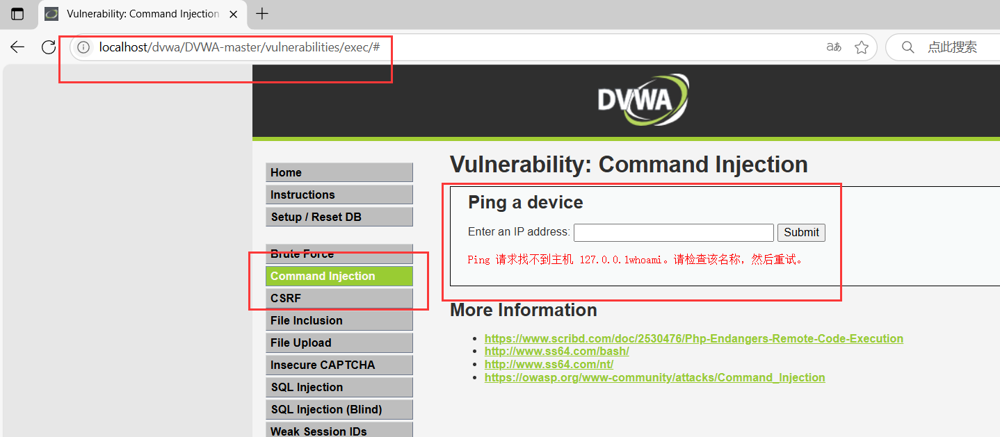 Vulnerability: Command Injection
localhost/dvwa/DVWA-master/vulnerabilities/exec/#
aあ
点此搜索
DVWA
Home
Instructions
Setup / Reset DB
Brute Force
Command Injection
CSRF
File Inclusion
File Upload
Insecure CAPTCHA
SQL Injection
SQL Injection (Blind)
Weak Session IDs
Vulnerability: Command Injection
Ping a device
Enter an IP address: Submit
Ping 请求找不到主机 127.0.0.1whoami。请检查该名称，然后重试。
More Information
https://www.scribd.com/doc/2530476/Php-Endangers-Remote-Code-Execution
http://www.ss64.com/bash/
http://www.ss64.com/nt/
https://owasp.org/www-community/attacks/Command_Injection